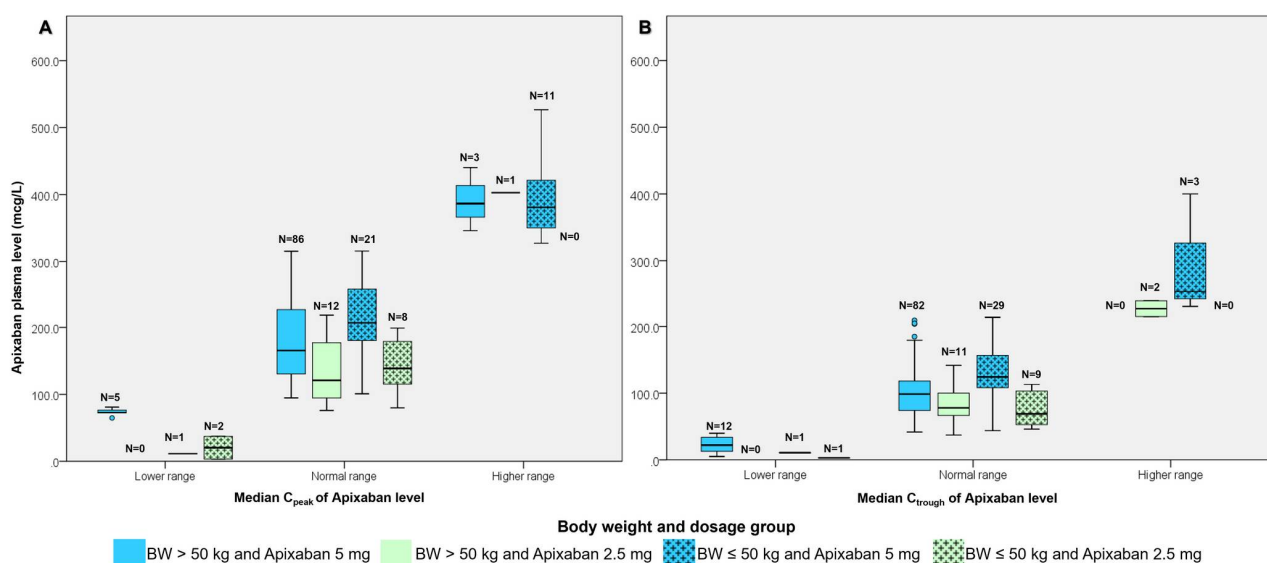 A
B
Apixaban plasma level (mcg/L)
600.0
500.0
400.0
300.0
200.0
100.0
.0
N=5
N=0
N=1
N=2
N=86
N=12
N=21
N=8
N=3
N=1
N=11
N=0
Lower range
Normal range
Higher range
Median Cpeak of Apixaban level
600.0
500.0
400.0
300.0
200.0
100.0
.0
N=12
N=0
N=1
N=1
N=82
N=11
N=29
N=9
N=0
N=2
N=3
N=0
Lower range
Normal range
Higher range
Median Ctrough of Apixaban level
Body weight and dosage group
BW > 50 kg and Apixaban 5 mg
BW > 50 kg and Apixaban 2.5 mg
BW ≤ 50 kg and Apixaban 5 mg
BW ≤ 50 kg and Apixaban 2.5 mg